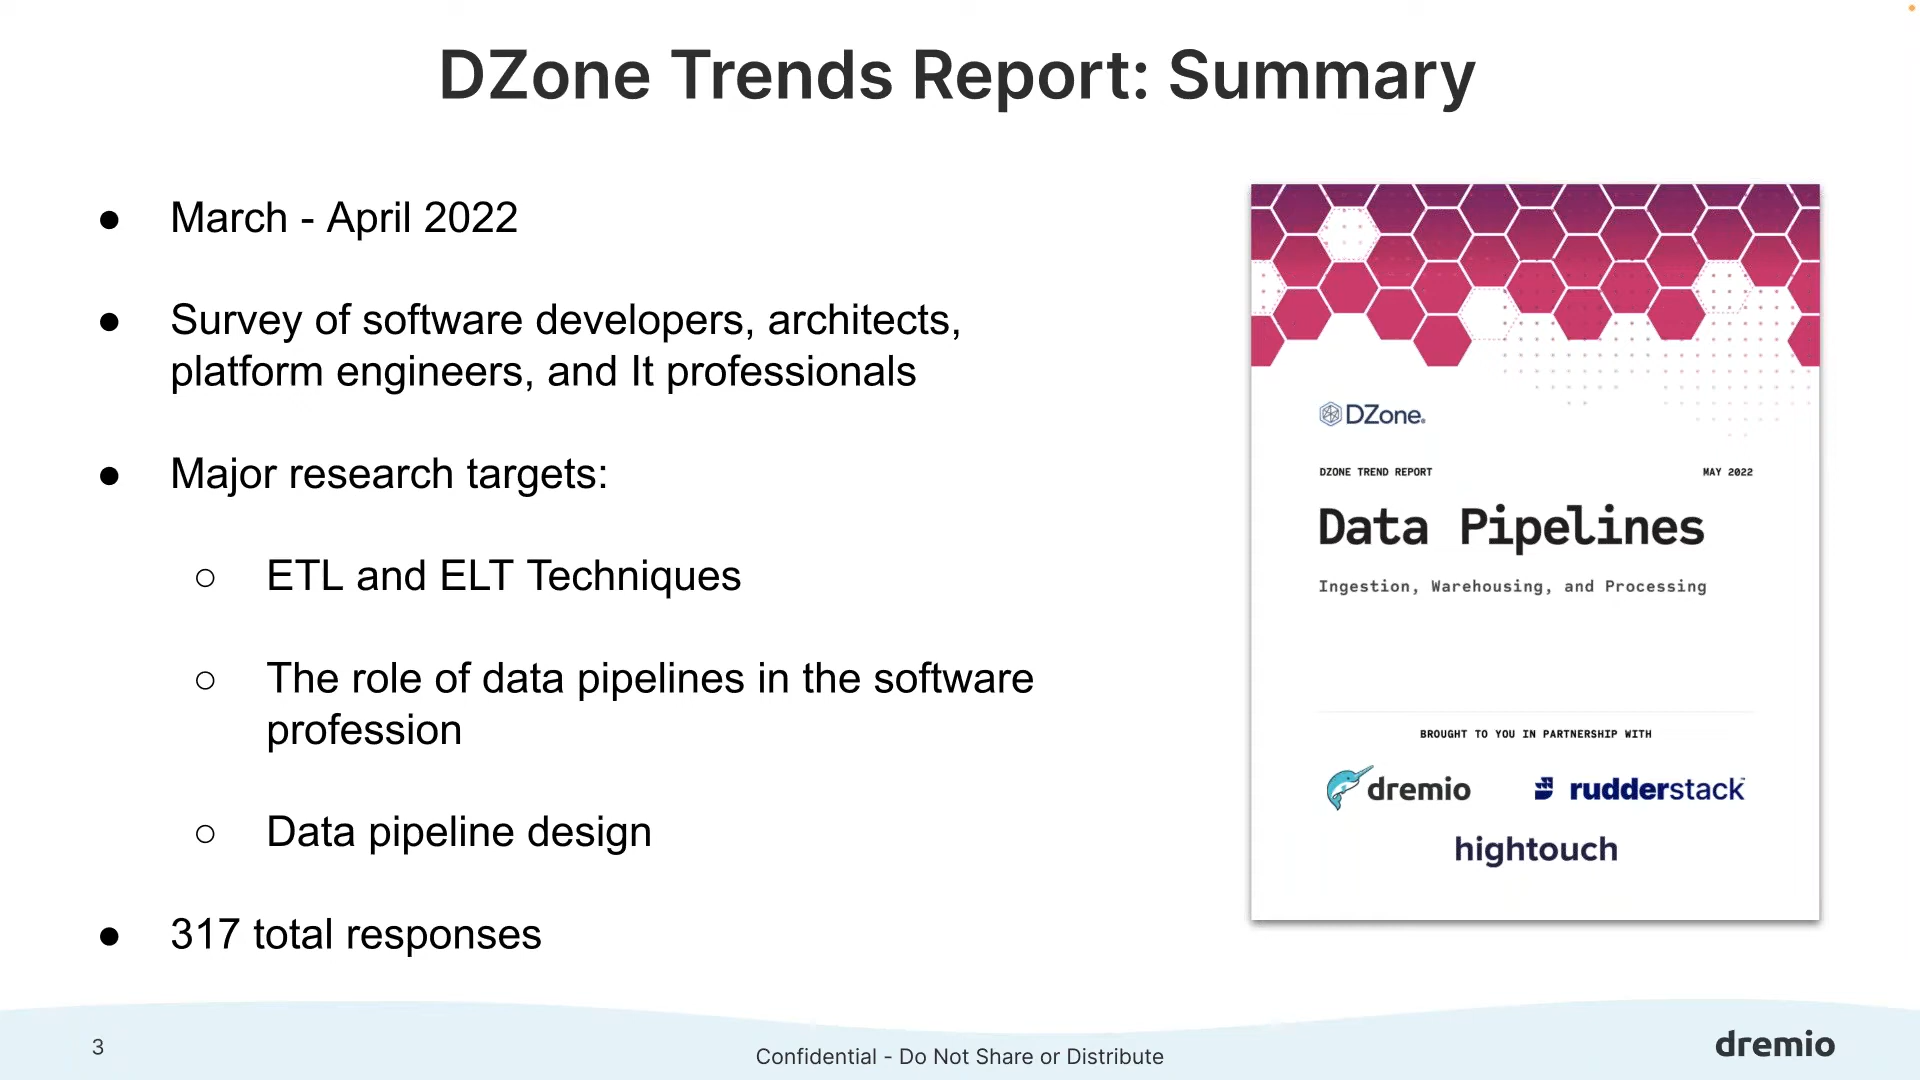 DZone Trends Report: Summary
● March - April 2022
● Survey of software developers, architects,
platform engineers, and It professionals
● Major research targets:
○ ETL and ELT Techniques
○ The role of data pipelines in the software
profession
○ Data pipeline design
● 317 total responses
DZone®
DZONE TREND REPORT MAY 2022
Data Pipelines
Ingestion, Warehousing, and Processing
BROUGHT TO YOU IN PARTNERSHIP WITH
dremio rudderstack™
hightouch
3
Confidential - Do Not Share or Distribute
dremio